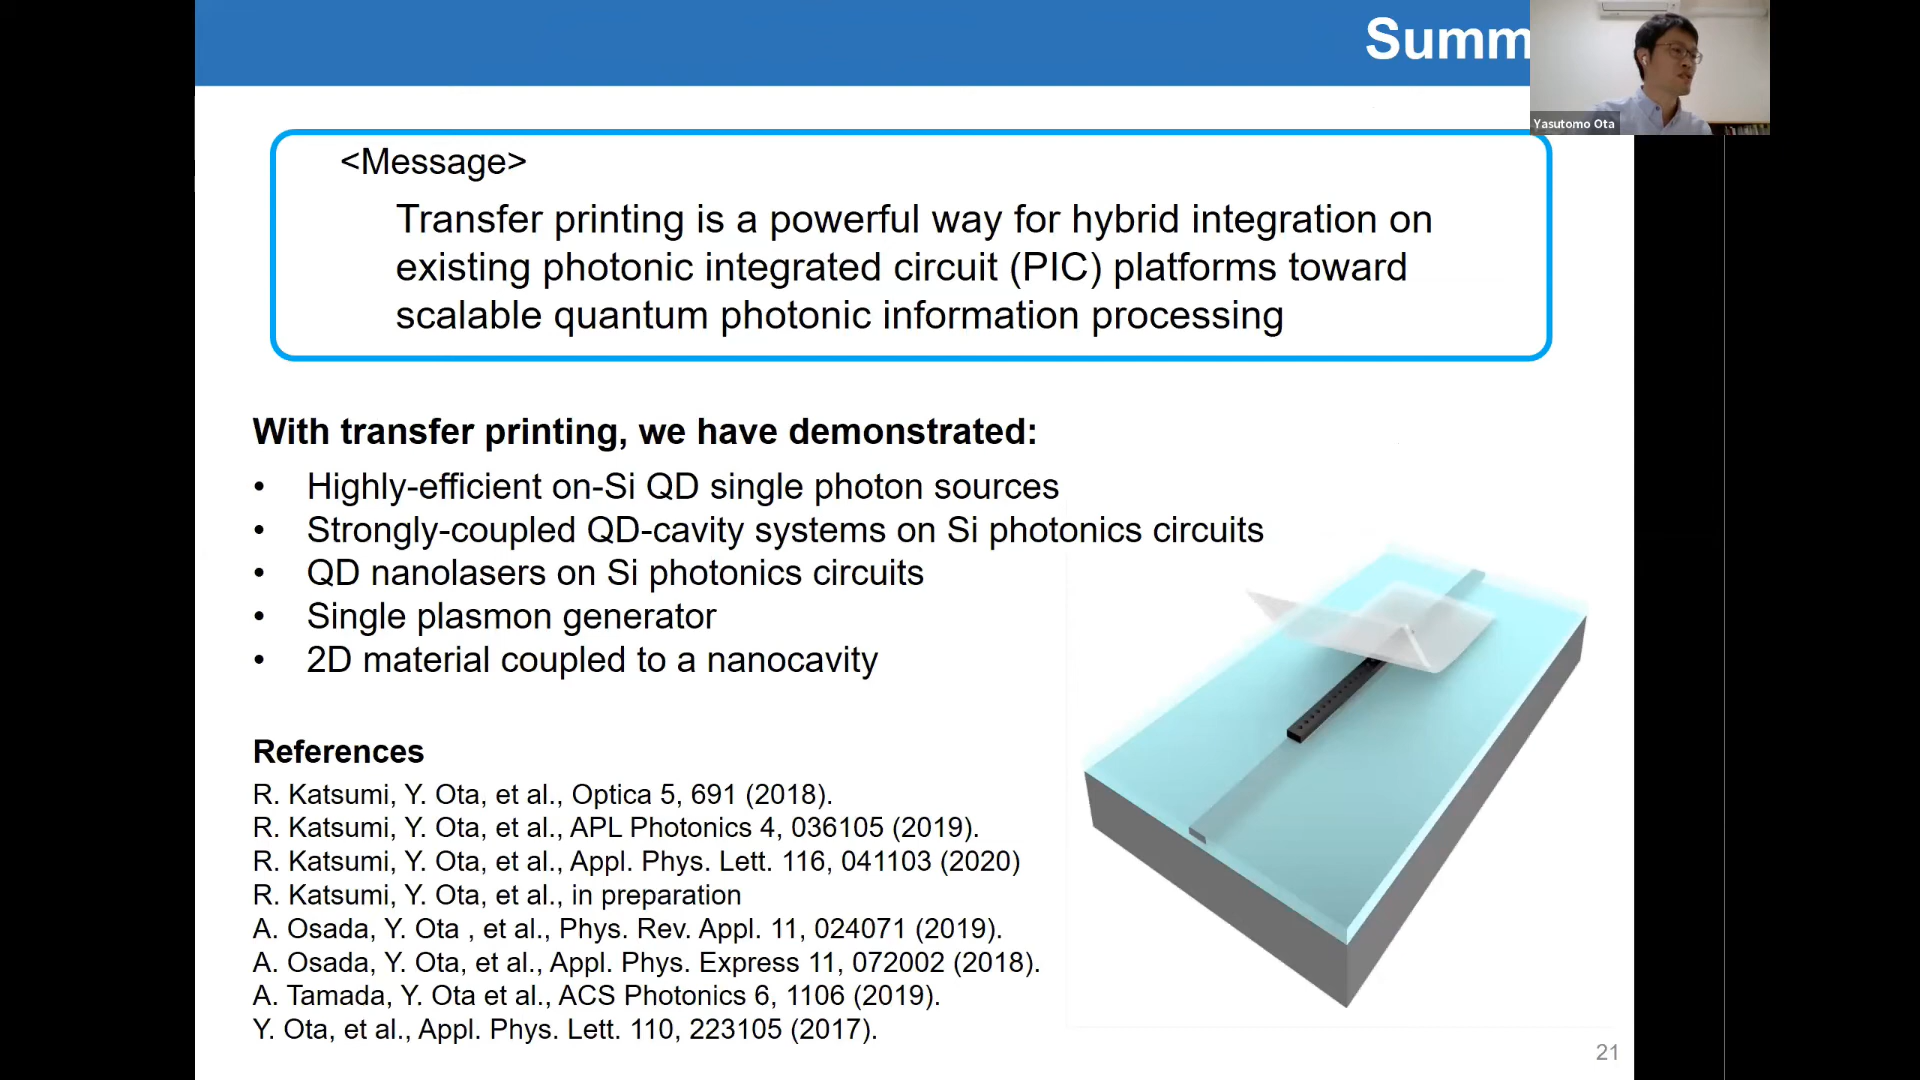 Summ
Yasutomo Ota
<Message>
Transfer printing is a powerful way for hybrid integration on
existing photonic integrated circuit (PIC) platforms toward
scalable quantum photonic information processing
With transfer printing, we have demonstrated:
• Highly-efficient on-Si QD single photon sources
• Strongly-coupled QD-cavity systems on Si photonics circuits
• QD nanolasers on Si photonics circuits
• Single plasmon generator
• 2D material coupled to a nanocavity
References
R. Katsumi, Y. Ota, et al., Optica 5, 691 (2018).
R. Katsumi, Y. Ota, et al., APL Photonics 4, 036105 (2019).
R. Katsumi, Y. Ota, et al., Appl. Phys. Lett. 116, 041103 (2020)
R. Katsumi, Y. Ota, et al., in preparation
A. Osada, Y. Ota , et al., Phys. Rev. Appl. 11, 024071 (2019).
A. Osada, Y. Ota, et al., Appl. Phys. Express 11, 072002 (2018).
A. Tamada, Y. Ota et al., ACS Photonics 6, 1106 (2019).
Y. Ota, et al., Appl. Phys. Lett. 110, 223105 (2017).
21